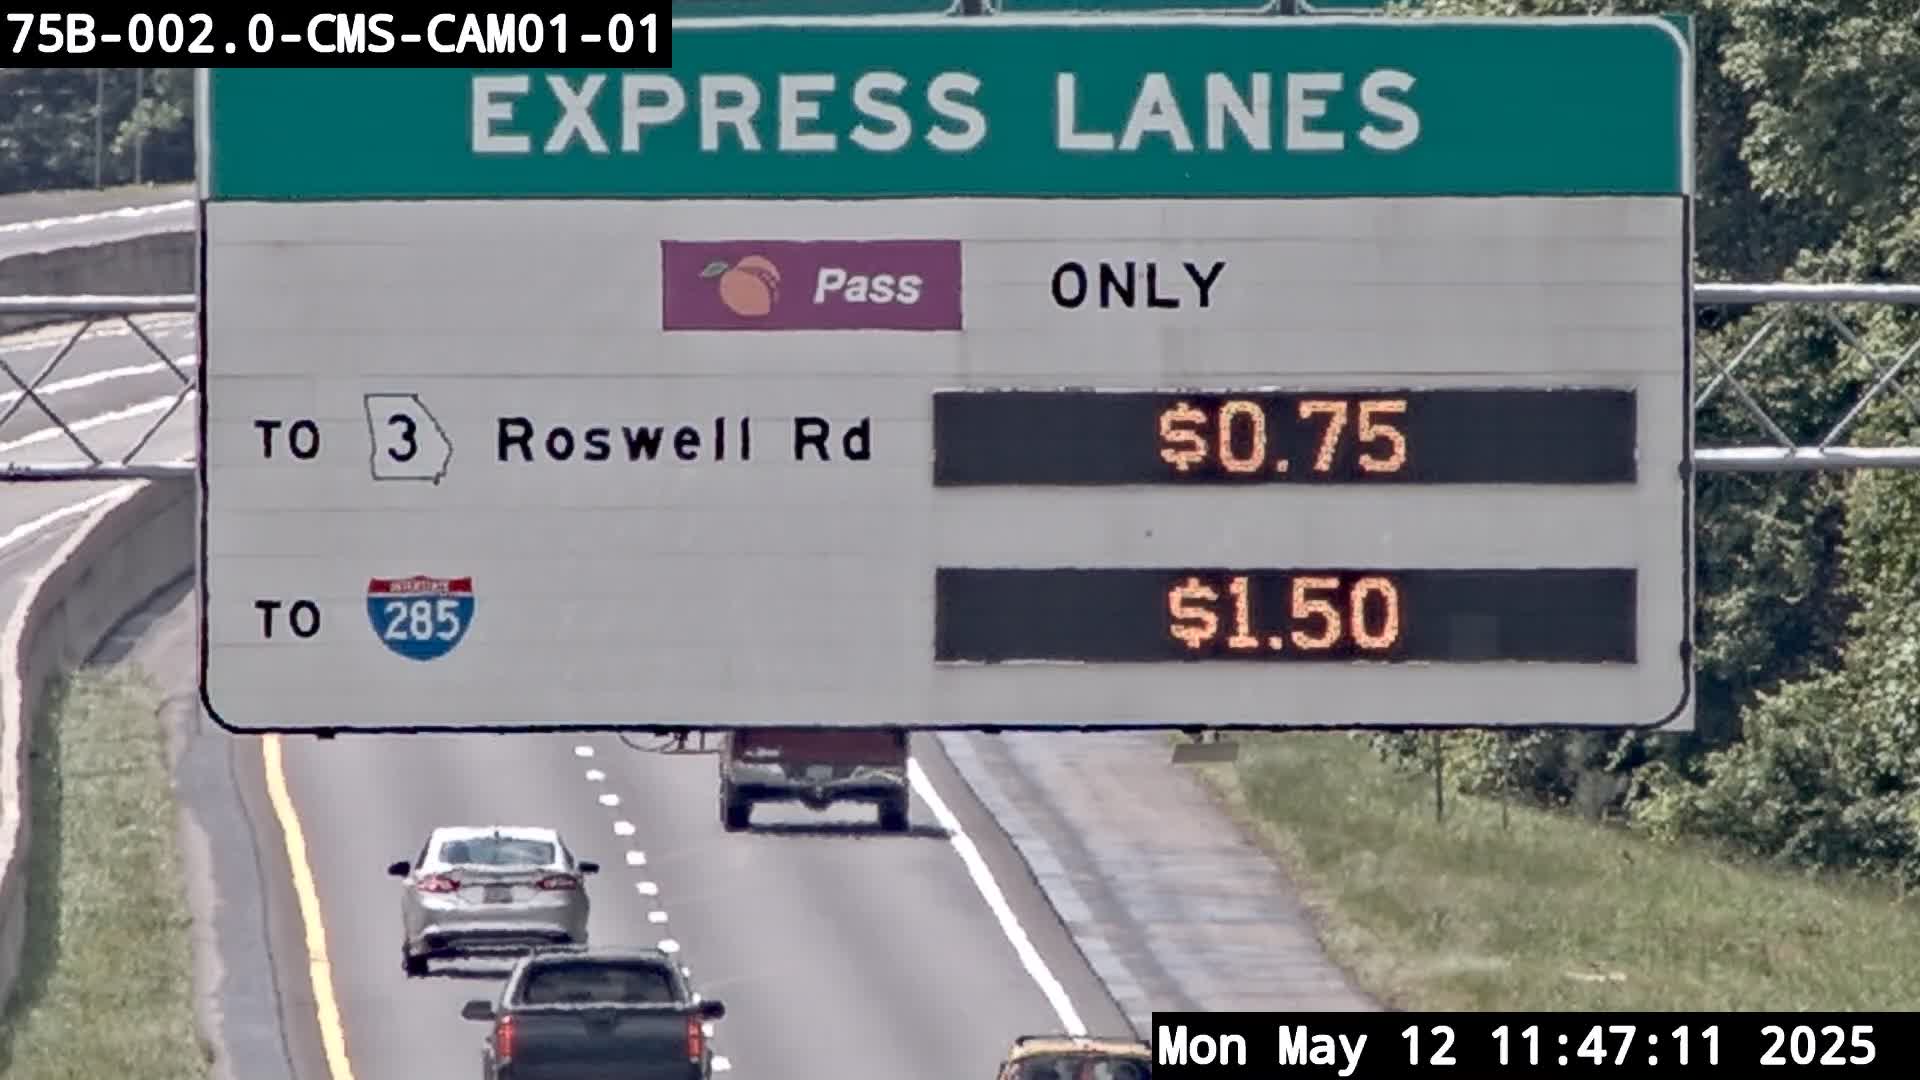 75B-002.0-CMS-CAM01-01
EXPRESS LANES
Pass ONLY
TO 3 Roswell Rd $0.75
INTERSTATE
TO 285 $1.50
Mon May 12 11:47:11 2025